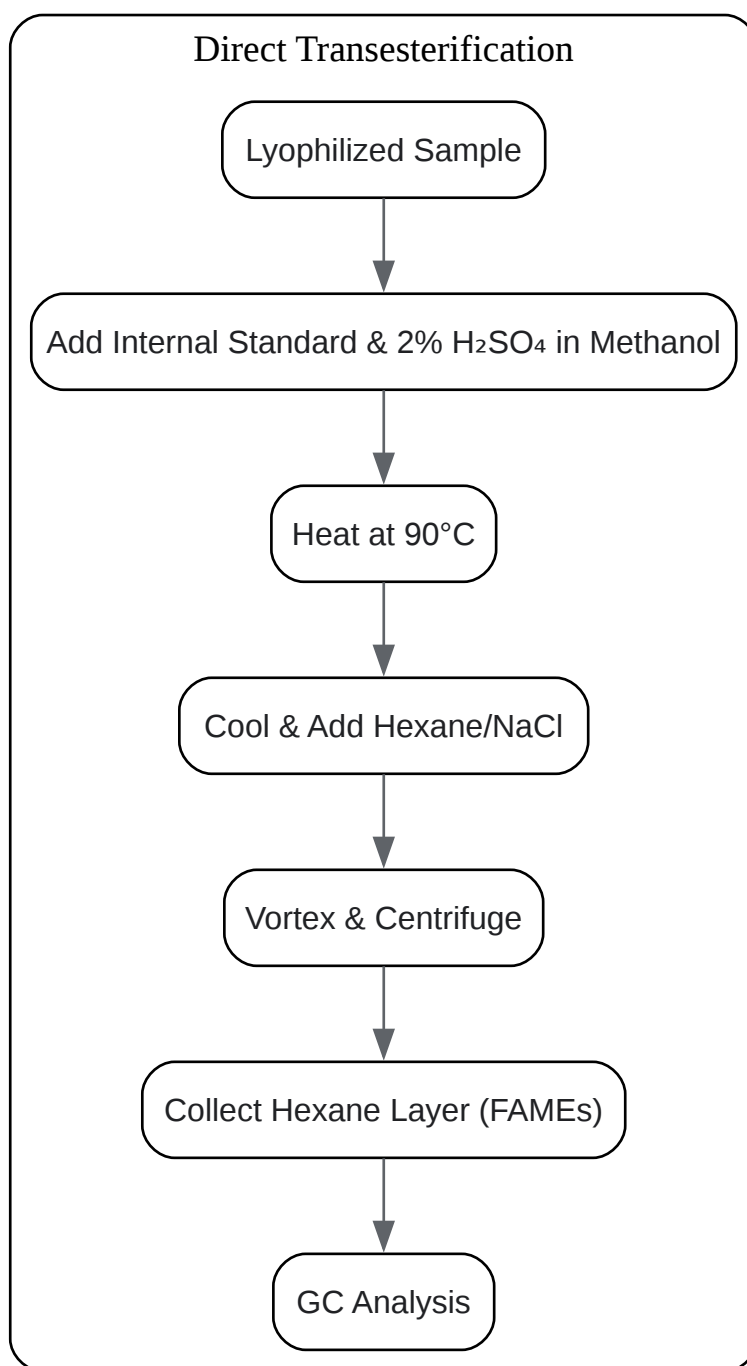 Direct Transesterification
Lyophilized Sample
Add Internal Standard & 2% H₂SO₄ in Methanol
Heat at 90°C
Cool & Add Hexane/NaCl
Vortex & Centrifuge
Collect Hexane Layer (FAMEs)
GC Analysis